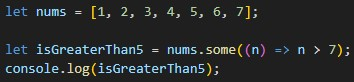 let nums = [1, 2, 3, 4, 5, 6, 7];
let isGreaterThan5 = nums.some((n) => n > 7);
console.log(isGreaterThan5);